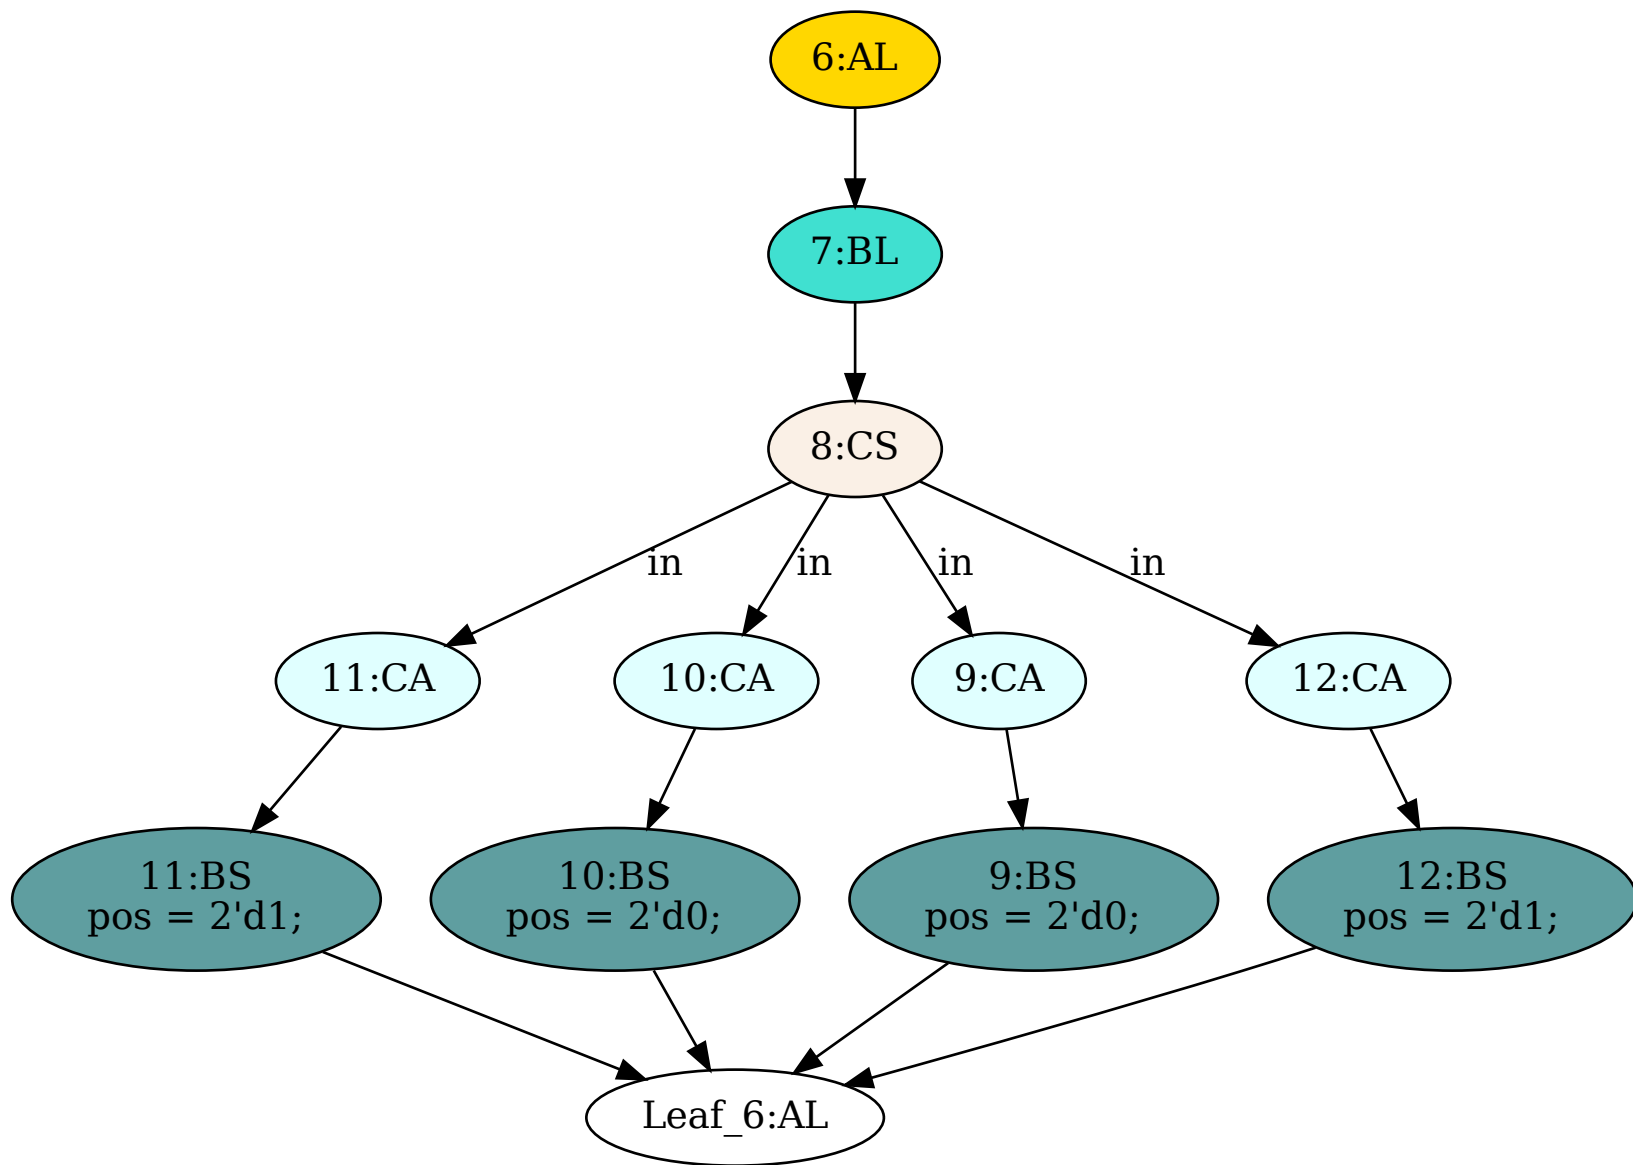 6:AL
7:BL
8:CS
in
in
in
in
11:CA
10:CA
9:CA
12:CA
11:BS
pos = 2'd1;
10:BS
pos = 2'd0;
9:BS
pos = 2'd0;
12:BS
pos = 2'd1;
Leaf_6:AL